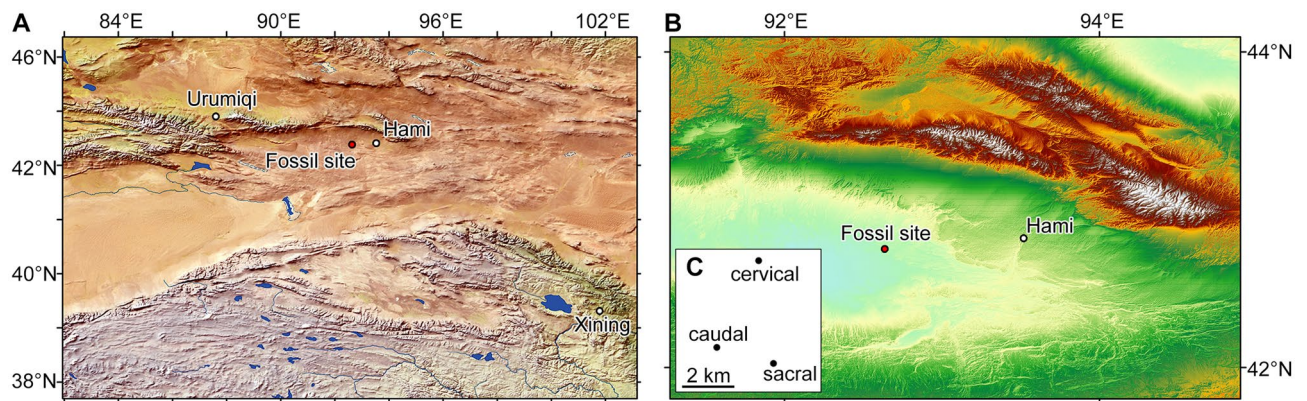 A
84°E
90°E
96°E
102°E
46°N
42°N
40°N
38°N
Urumiqi
Hami
Fossil site
Xining
B
92°E
94°E
44°N
42°N
Fossil site
Hami
C
cervical
caudal
sacral
2 km